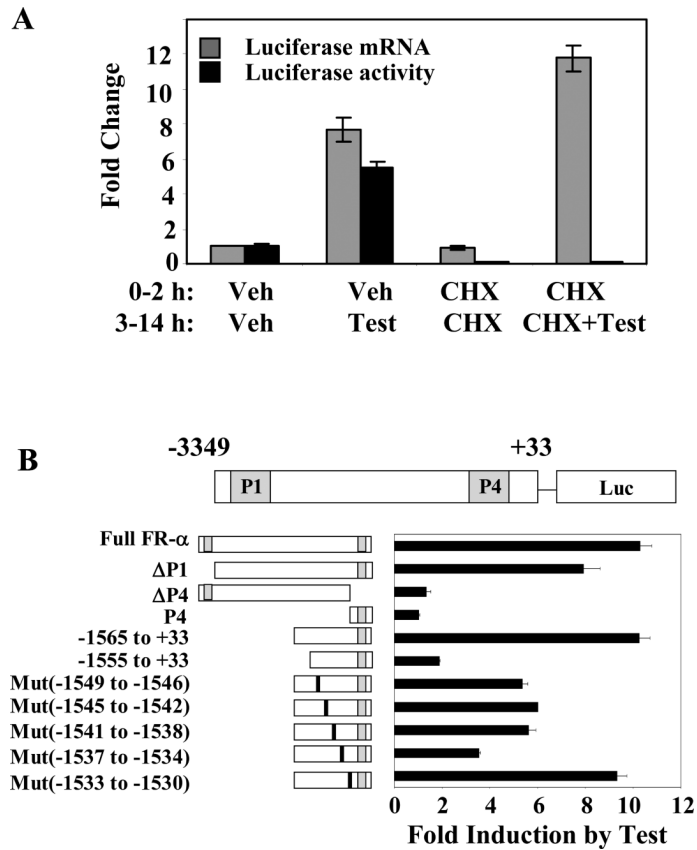 A
Luciferase mRNA
Luciferase activity
Fold Change
12
10
8
6
4
2
0
0-2 h: Veh Veh CHX CHX
3-14 h: Veh Test CHX CHX+Test
B
-3349 +33
P1 P4 Luc
Full FR-α
ΔP1
ΔP4
P4
-1565 to +33
-1555 to +33
Mut(-1549 to -1546)
Mut(-1545 to -1542)
Mut(-1541 to -1538)
Mut(-1537 to -1534)
Mut(-1533 to -1530)
0 2 4 6 8 10 12
Fold Induction by Test